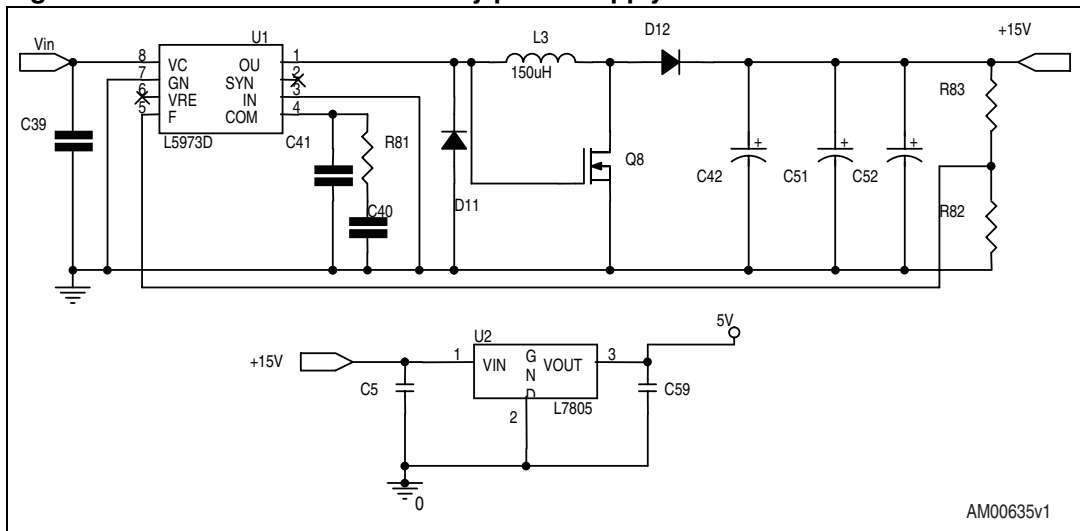 Vin
U1
8 VC OU 1
7 GN SYN 2
6 VRE IN 3
5 F COM 4
L5973D
C39
C41
R81
C40
D11
L3
150uH
Q8
D12
+15V
C42
+
C51
+
C52
+
R83
R82
+15V
C5
U2
1 VIN GND VOUT 3
2
L7805
5V
C59
0
AM00635v1